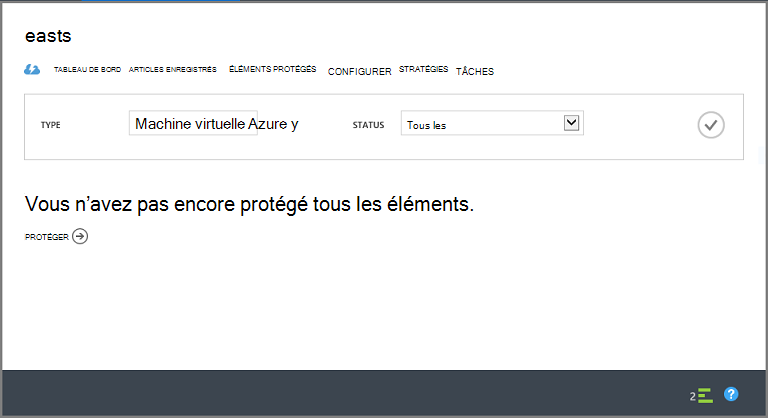 easts
TABLEAU DE BORD ARTICLES ENREGISTRÉS ÉLÉMENTS PROTÉGÉS CONFIGURER STRATÉGIES TÂCHES
TYPE Machine virtuelle Azure y STATUS Tous les
Vous n’avez pas encore protégé tous les éléments.
PROTÉGER
2 ?